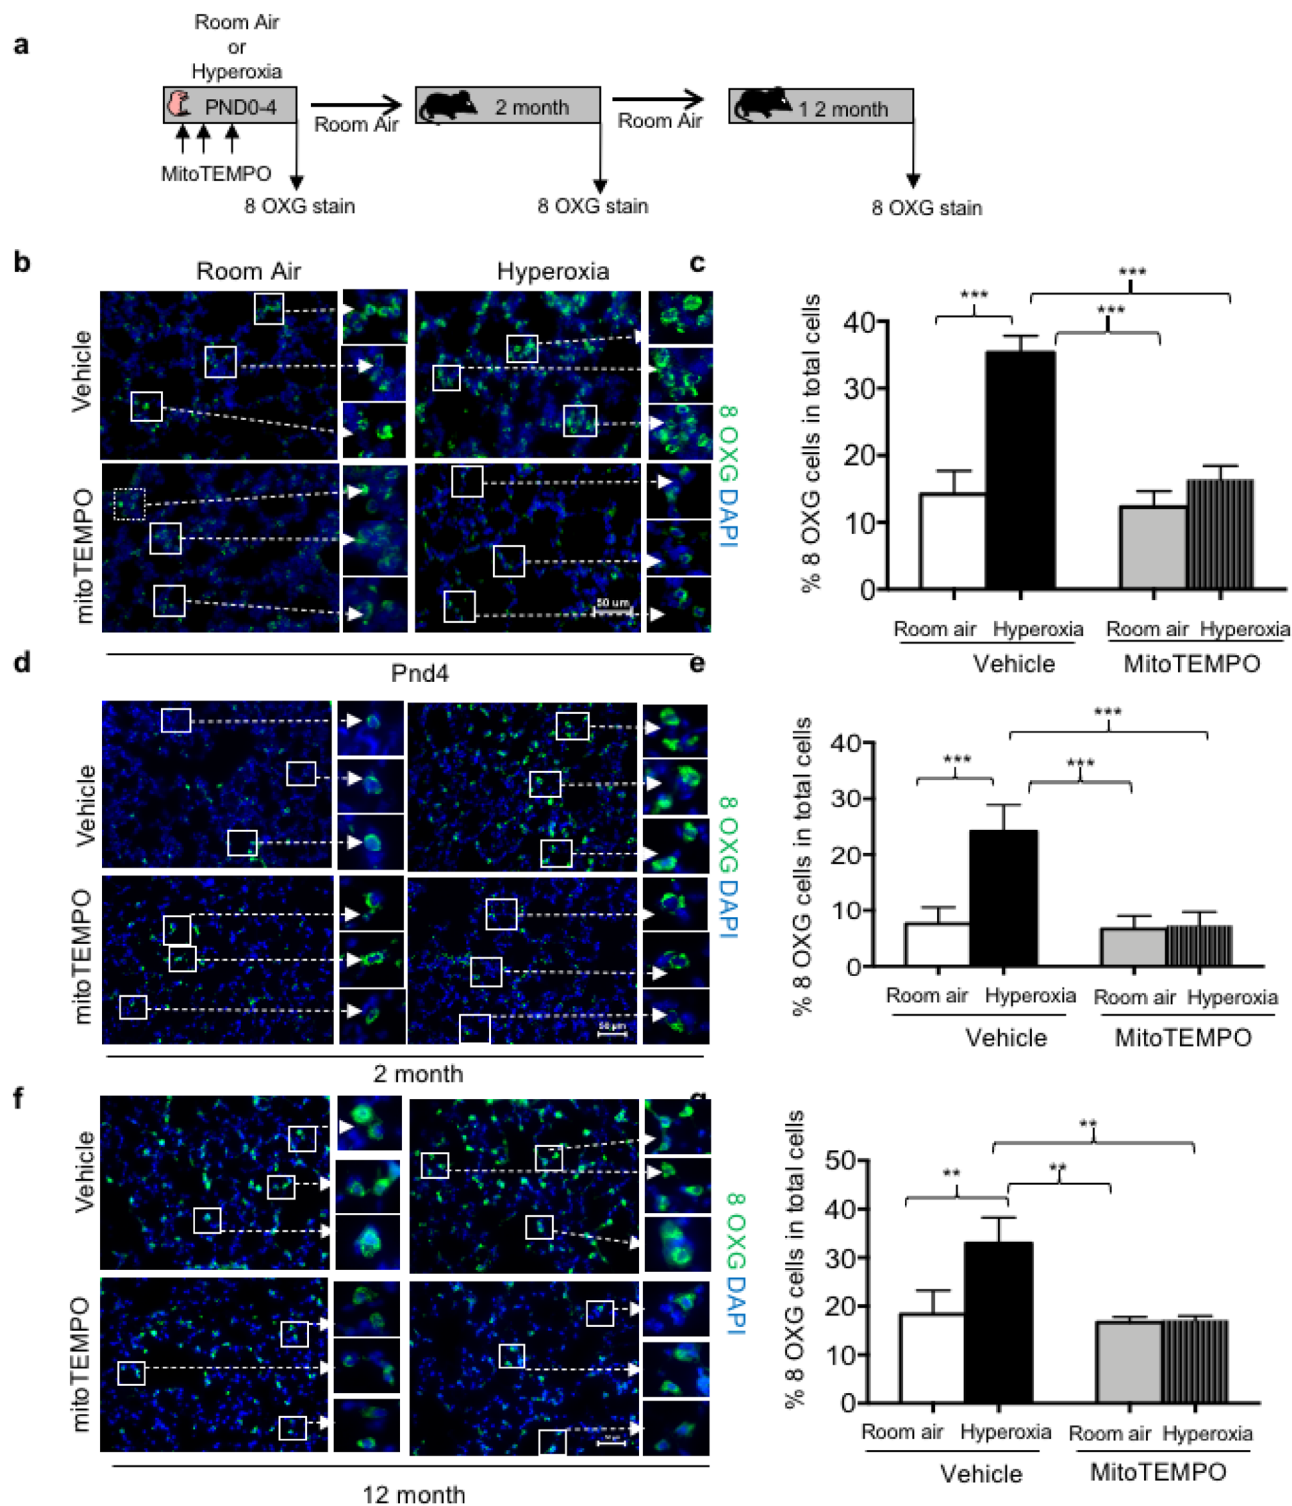 a
Room Air
or
Hyperoxia
PND0-4
Room Air
2 month
Room Air
1 2 month
MitoTEMPO
8 OXG stain
8 OXG stain
8 OXG stain
b
Room Air
Hyperoxia
Vehicle
mitoTEMPO
50 um
8 OXG DAPI
Pnd4
c
% 8 OXG cells in total cells
40
30
20
10
0
***
***
***
Room air
Hyperoxia
Room air
Hyperoxia
Vehicle
MitoTEMPO
d
Vehicle
mitoTEMPO
50 µm
8 OXG DAPI
2 month
e
% 8 OXG cells in total cells
40
30
20
10
0
***
***
***
Room air
Hyperoxia
Room air
Hyperoxia
Vehicle
MitoTEMPO
f
Vehicle
mitoTEMPO
8 OXG DAPI
12 month
% 8 OXG cells in total cells
50
40
30
20
10
0
**
**
**
Room air
Hyperoxia
Room air
Hyperoxia
Vehicle
MitoTEMPO